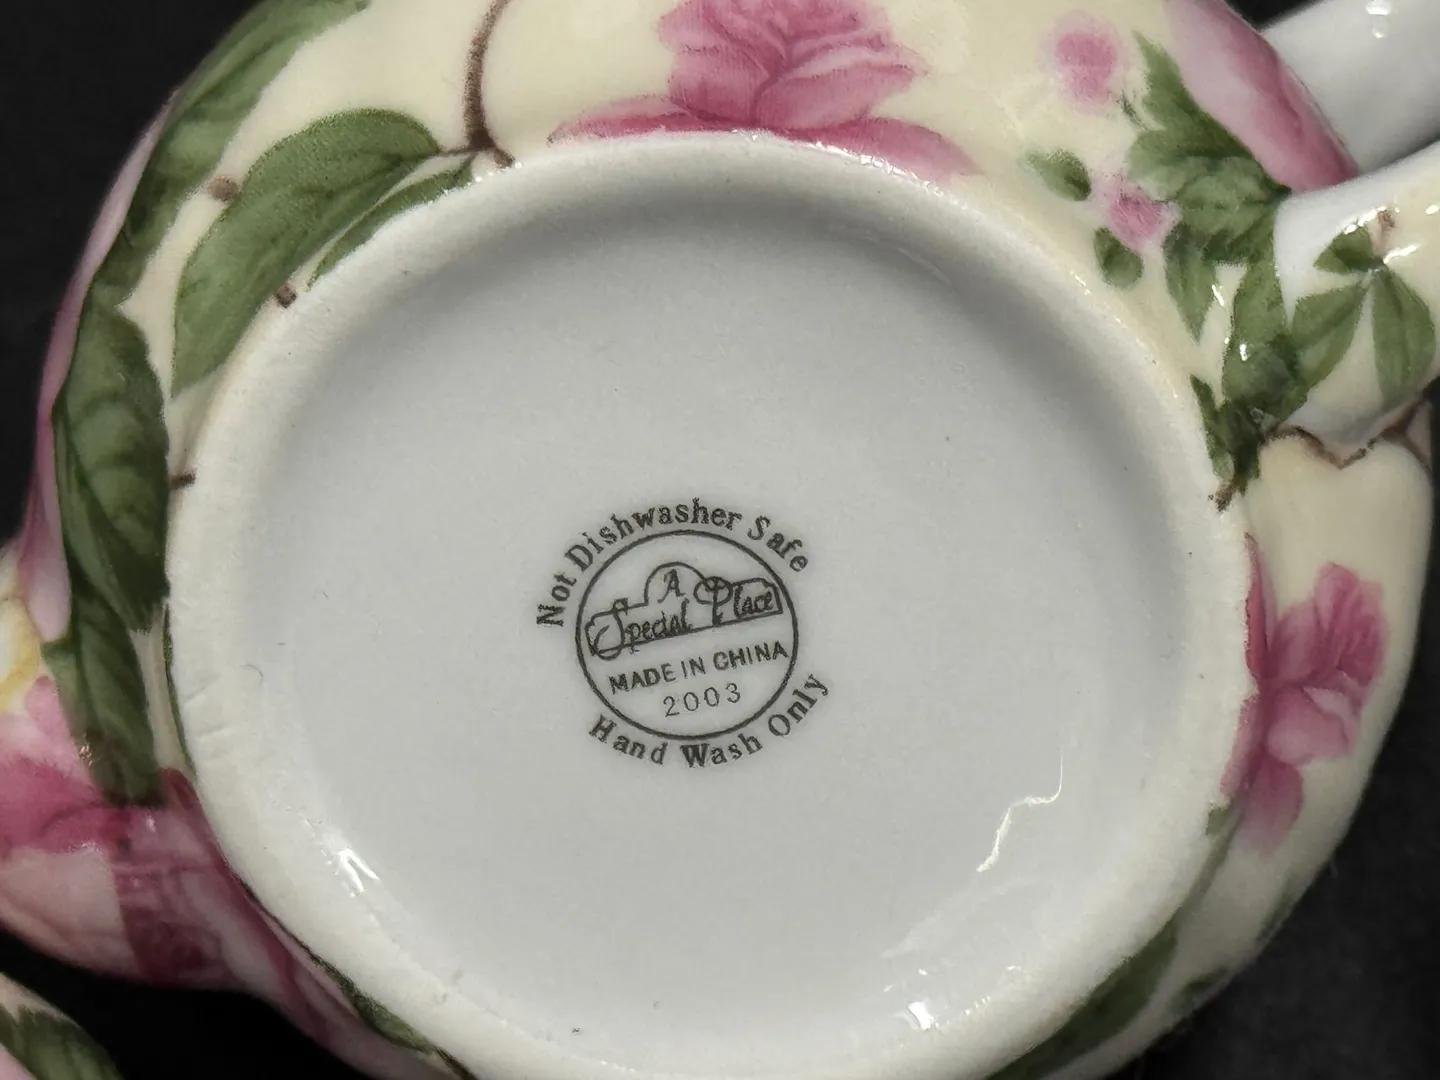 Not Dishwasher Safe
A
Special Place
MADE IN CHINA
2003
Hand Wash Only